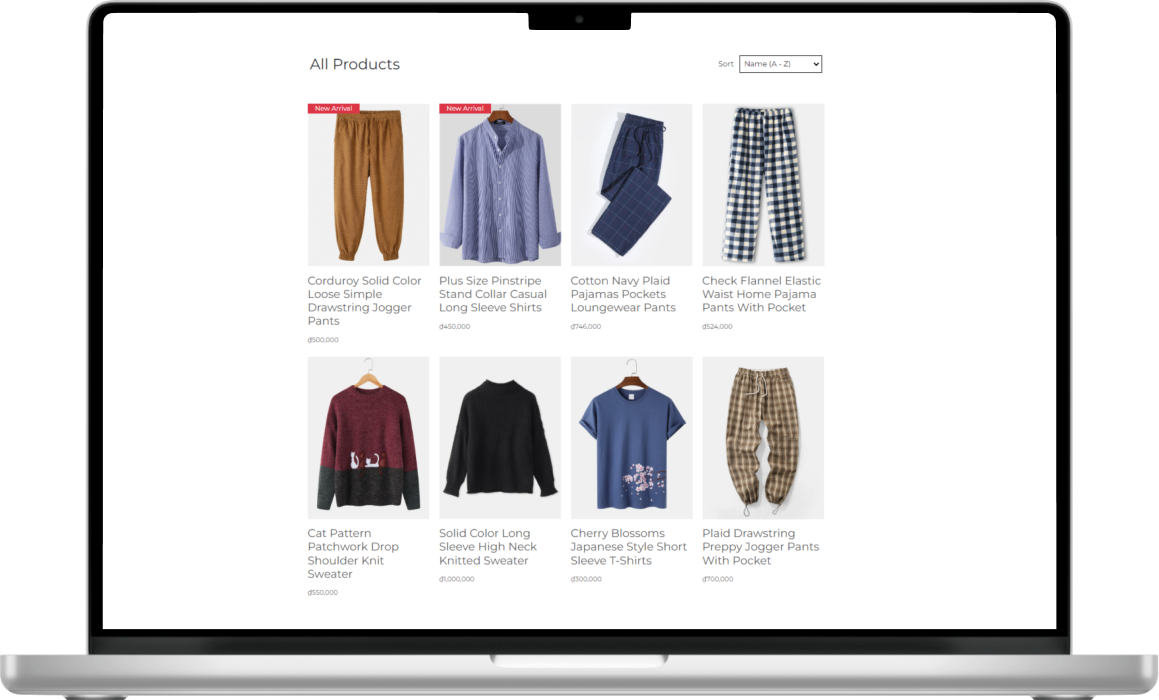 All Products
Sort Name (A - Z)
New Arrival
New Arrival
Corduroy Solid Color
Loose Simple
Drawstring Jogger
Pants
₫500,000
Plus Size Pinstripe
Stand Collar Casual
Long Sleeve Shirts
₫450,000
Cotton Navy Plaid
Pajamas Pockets
Loungewear Pants
₫746,000
Check Flannel Elastic
Waist Home Pajama
Pants With Pocket
₫524,000
Cat Pattern
Patchwork Drop
Shoulder Knit
Sweater
₫550,000
Solid Color Long
Sleeve High Neck
Knitted Sweater
₫1,000,000
Cherry Blossoms
Japanese Style Short
Sleeve T-Shirts
₫300,000
Plaid Drawstring
Preppy Jogger Pants
With Pocket
₫700,000